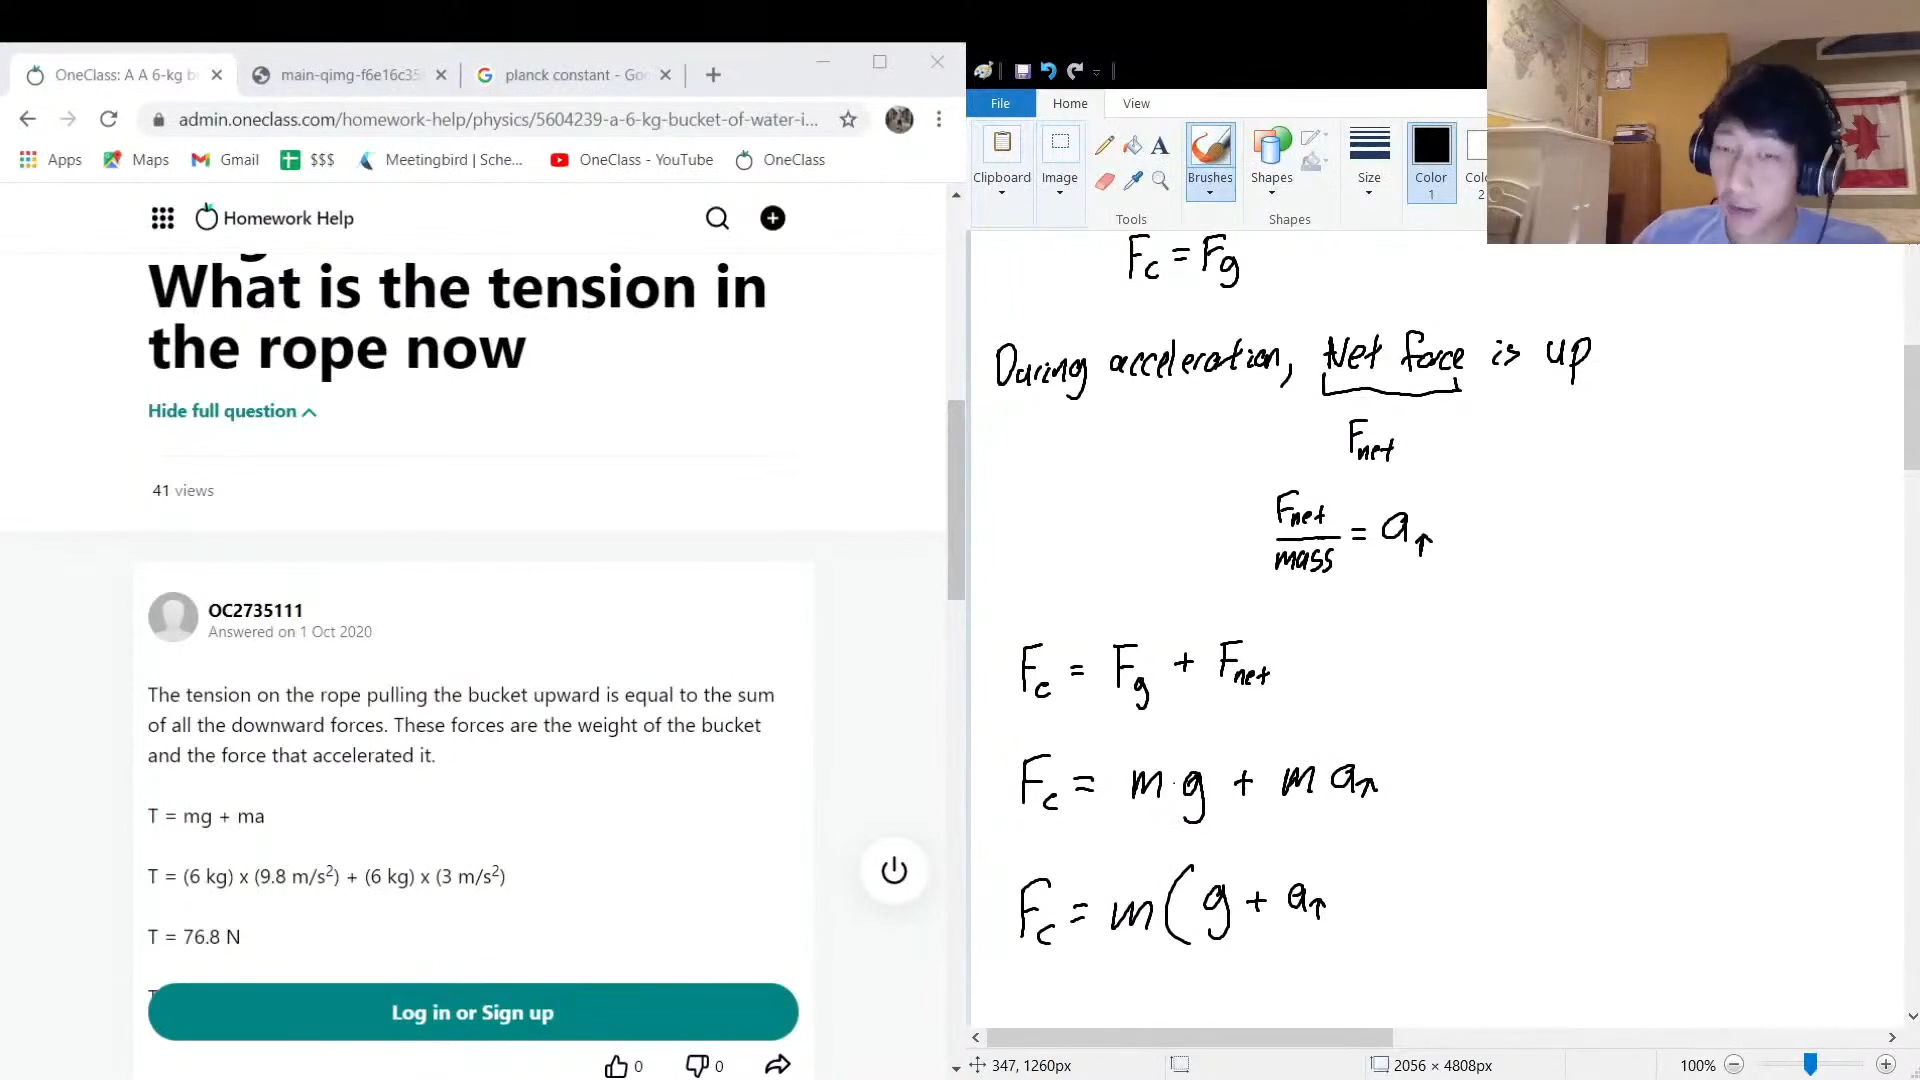 OneClass: A A 6-kg b
main-qimg-f6e16c35
planck constant - Goo
admin.oneclass.com/homework-help/physics/5604239-a-6-kg-bucket-of-water-i...
Apps
Maps
Gmail
$$$
Meetingbird | Sche...
OneClass - YouTube
OneClass
Homework Help
What is the tension in
the rope now
Hide full question
41 views
OC2735111
Answered on 1 Oct 2020
The tension on the rope pulling the bucket upward is equal to the sum
of all the downward forces. These forces are the weight of the bucket
and the force that accelerated it.
T = mg + ma
T = (6 kg) x (9.8 m/s²) + (6 kg) x (3 m/s²)
T = 76.8 N
Log in or Sign up
0
0
File
Home
View
Clipboard
Image
Tools
Brushes
Shapes
Shapes
Size
Color
1
Colo
2
Fc = Fg
During acceleration, Net force is up
Fnet
Fnet
mass = a↑
Fc = Fg + Fnet
Fc = m·g + m a↑
Fc = m( g + a↑
347, 1260px
2056 × 4808px
100%